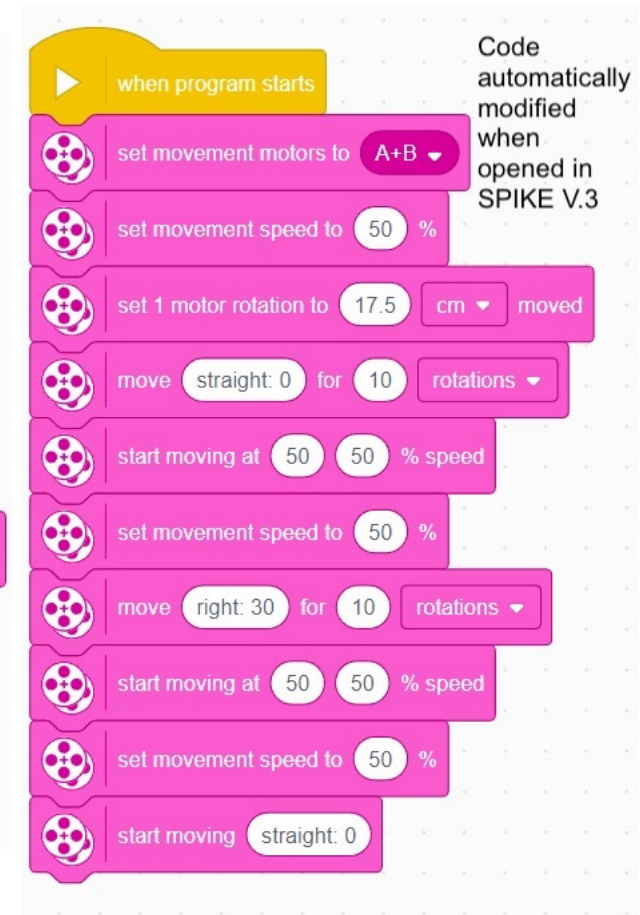 Code
automatically
modified
when
opened in
SPIKE V.3
when program starts
set movement motors to A+B
set movement speed to 50 %
set 1 motor rotation to 17.5 cm moved
move straight: 0 for 10 rotations
start moving at 50 50 % speed
set movement speed to 50 %
move right: 30 for 10 rotations
start moving at 50 50 % speed
set movement speed to 50 %
start moving straight: 0